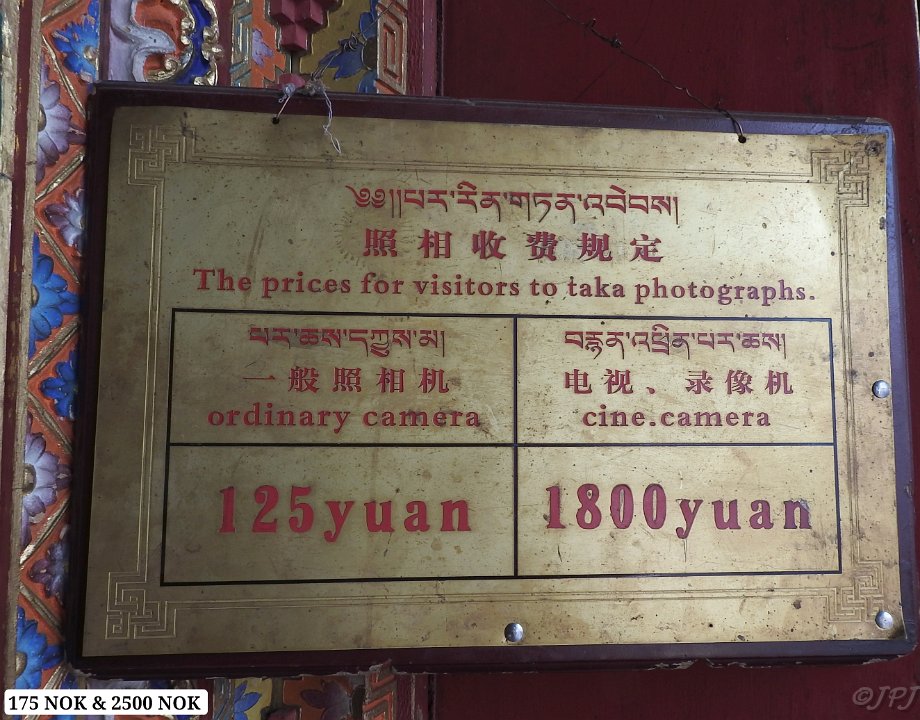 ༄༅།།པར་རིན་གཏན་འབེབས།
照相收费规定
The prices for visitors to taka photographs.
པར་ཆས་དཀྱུས་མ།
一般照相机
ordinary camera
བརྙན་འཕྲིན་པར་ཆས།
电视、录像机
cine.camera
125yuan
1800yuan
175 NOK & 2500 NOK
©JPJ